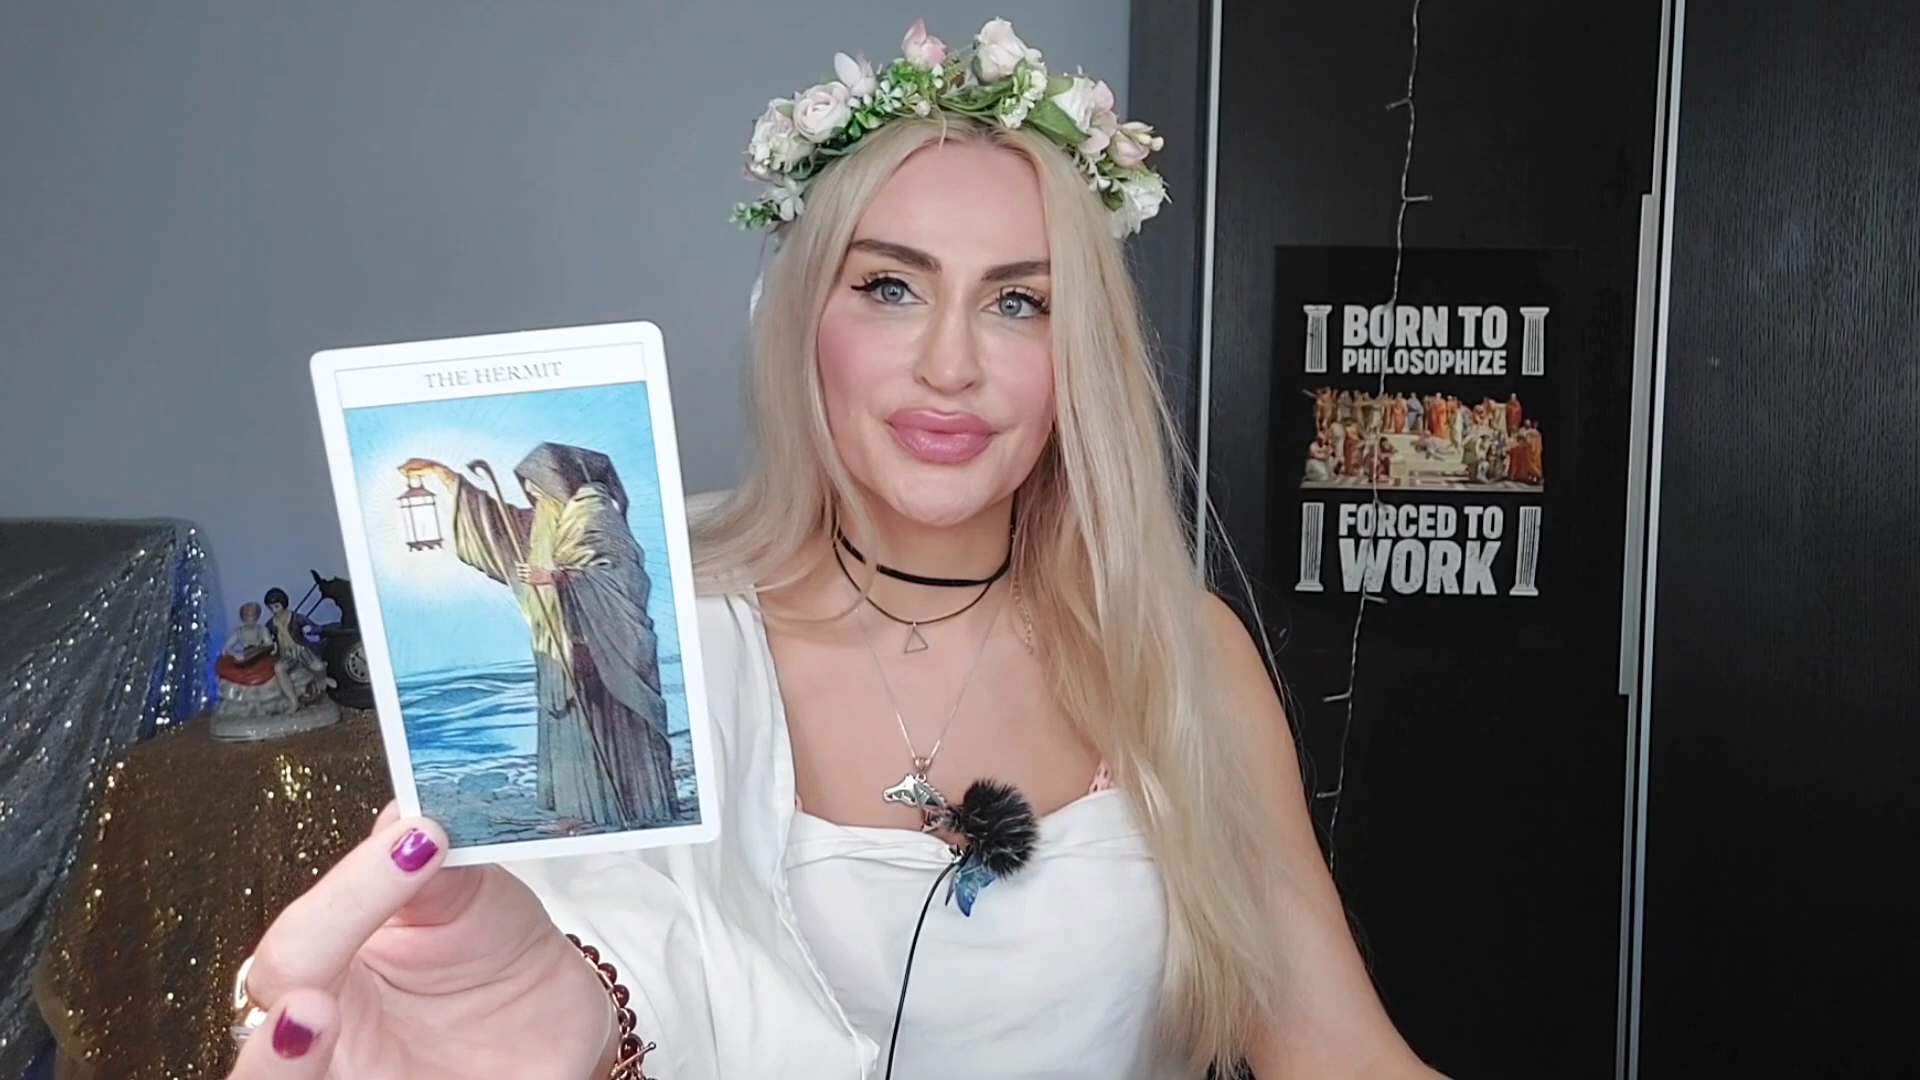 THE HERMIT
BORN TO
PHILOSOPHIZE
FORCED TO
WORK